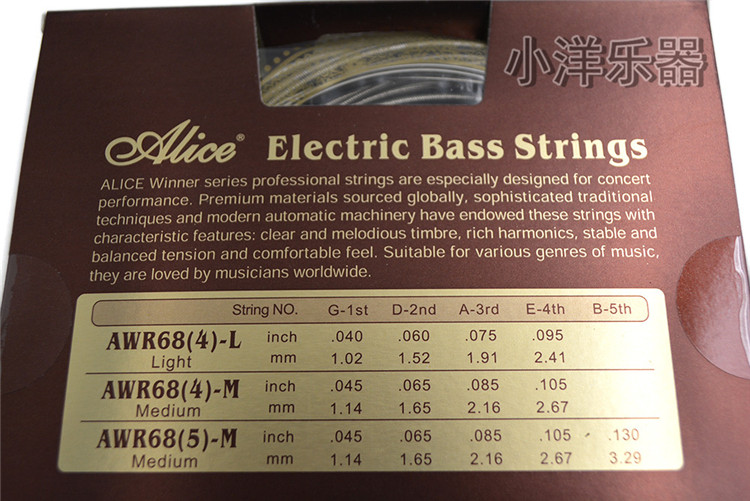 小洋乐器
Alice® Electric Bass Strings
ALICE Winner series professional strings are especially designed for concert
performance. Premium materials sourced globally, sophisticated traditional
techniques and modern automatic machinery have endowed these strings with
characteristic features: clear and melodious timbre, rich harmonics, stable and
balanced tension and comfortable feel. Suitable for various genres of music,
they are loved by musicians worldwide.
String NO. G-1st D-2nd A-3rd E-4th B-5th
AWR68(4)-L inch .040 .060 .075 .095
Light mm 1.02 1.52 1.91 2.41
AWR68(4)-M inch .045 .065 .085 .105
Medium mm 1.14 1.65 2.16 2.67
AWR68(5)-M inch .045 .065 .085 .105 .130
Medium mm 1.14 1.65 2.16 2.67 3.29